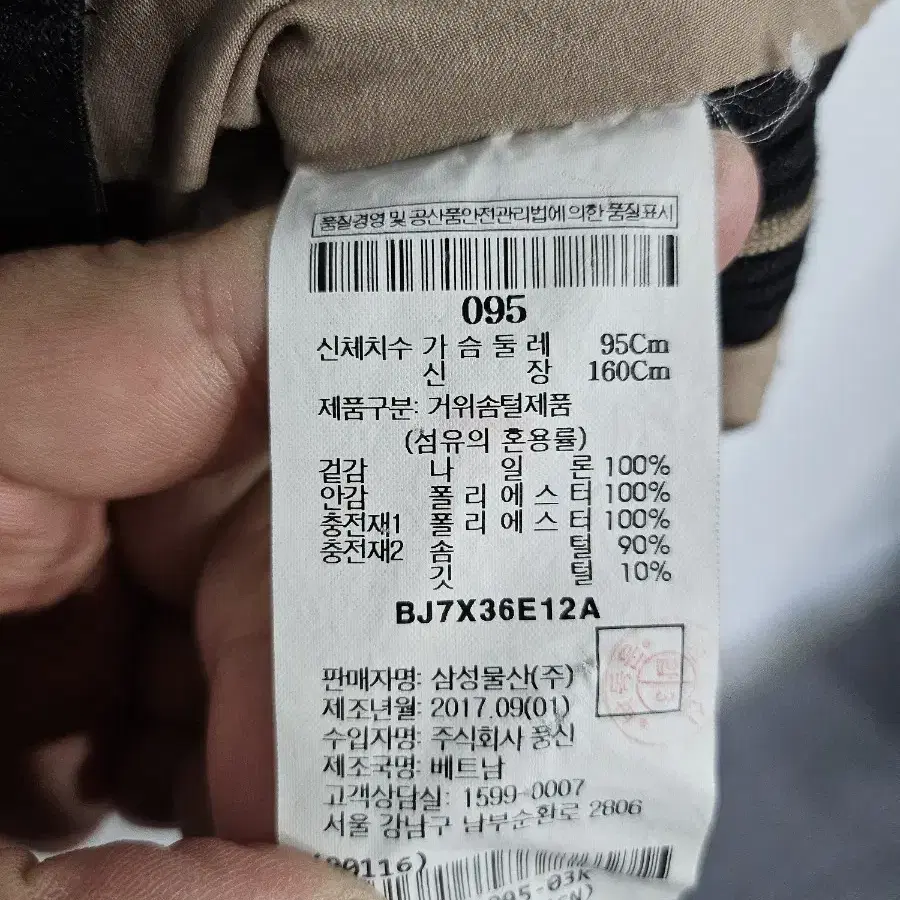 품질경영 및 공산품안전관리법에 의한 품질표시
095
신체치수 가 슴 둘 레 95Cm
신 장 160Cm
제품구분: 거위솜털제품
(섬유의 혼용률)
겉감 나 일 론 100%
안감 폴 리 에 스 터 100%
충전재1 폴 리 에 스 터 100%
충전재2 솜 털 90%
깃 털 10%
BJ7X36E12A
판매자명: 삼성물산(주)
제조년월: 2017.09(01)
수입자명: 주식회사 풍신
제조국명: 베트남
고객상담실: 1599-0007
서울 강남구 남부순환로 2806
095-03K